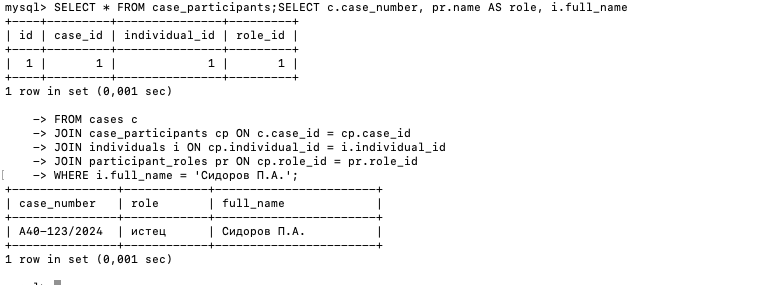 mysql> SELECT * FROM case_participants;SELECT c.case_number, pr.name AS role, i.full_name
+----+---------+---------------+---------+
| id | case_id | individual_id | role_id |
+----+---------+---------------+---------+
|  1 |       1 |             1 |       1 |
+----+---------+---------------+---------+
1 row in set (0,001 sec)
    -> FROM cases c
    -> JOIN case_participants cp ON c.case_id = cp.case_id
    -> JOIN individuals i ON cp.individual_id = i.individual_id
    -> JOIN participant_roles pr ON cp.role_id = pr.role_id
[    -> WHERE i.full_name = 'Сидоров П.А.';
+--------------+-----------+---------------------+
| case_number  | role      | full_name           |
+--------------+-----------+---------------------+
| А40-123/2024 | истец     | Сидоров П.А.        |
+--------------+-----------+---------------------+
1 row in set (0,001 sec)